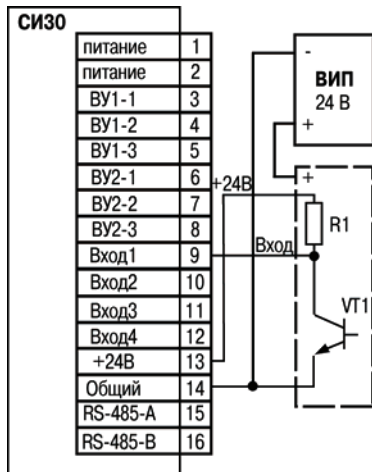 СИ30
питание 1
питание 2
ВУ1-1 3
ВУ1-2 4
ВУ1-3 5
ВУ2-1 6
ВУ2-2 7
ВУ2-3 8
Вход1 9
Вход2 10
Вход3 11
Вход4 12
+24В 13
Общий 14
RS-485-A 15
RS-485-B 16
+24В
Вход
-
ВИП
24 В
+
+
R1
VT1